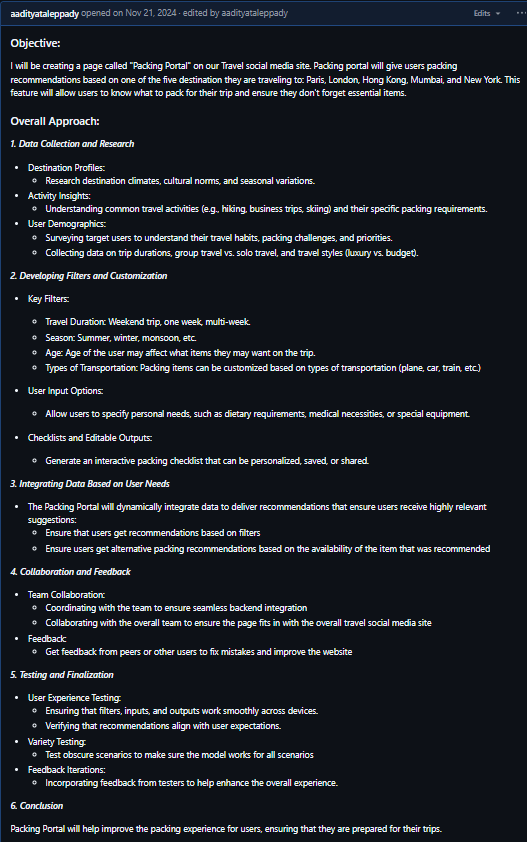 aadityataleppady opened on Nov 21, 2024 · edited by aadityataleppady Edits
Objective:
I will be creating a page called "Packing Portal" on our Travel social media site. Packing portal will give users packing
recommendations based on one of the five destination they are traveling to: Paris, London, Hong Kong, Mumbai, and New York. This
feature will allow users to know what to pack for their trip and ensure they don't forget essential items.
Overall Approach:
1. Data Collection and Research
• Destination Profiles:
○ Research destination climates, cultural norms, and seasonal variations.
• Activity Insights:
○ Understanding common travel activities (e.g., hiking, business trips, skiing) and their specific packing requirements.
• User Demographics:
○ Surveying target users to understand their travel habits, packing challenges, and priorities.
○ Collecting data on trip durations, group travel vs. solo travel, and travel styles (luxury vs. budget).
2. Developing Filters and Customization
• Key Filters:
○ Travel Duration: Weekend trip, one week, multi-week.
○ Season: Summer, winter, monsoon, etc.
○ Age: Age of the user may affect what items they may want on the trip.
○ Types of Transportation: Packing items can be customized based on types of transportation (plane, car, train, etc.)
• User Input Options:
○ Allow users to specify personal needs, such as dietary requirements, medical necessities, or special equipment.
• Checklists and Editable Outputs:
○ Generate an interactive packing checklist that can be personalized, saved, or shared.
3. Integrating Data Based on User Needs
• The Packing Portal will dynamically integrate data to deliver recommendations that ensure users receive highly relevant
suggestions:
○ Ensure that users get recommendations based on filters
○ Ensure users get alternative packing recommendations based on the availability of the item that was recommended
4. Collaboration and Feedback
• Team Collaboration:
○ Coordinating with the team to ensure seamless backend integration
○ Collaborating with the overall team to ensure the page fits in with the overall travel social media site
• Feedback:
○ Get feedback from peers or other users to fix mistakes and improve the website
5. Testing and Finalization
• User Experience Testing:
○ Ensuring that filters, inputs, and outputs work smoothly across devices.
○ Verifying that recommendations align with user expectations.
• Variety Testing:
○ Test obscure scenarios to make sure the model works for all scenarios
• Feedback Iterations:
○ Incorporating feedback from testers to help enhance the overall experience.
6. Conclusion
Packing Portal will help improve the packing experience for users, ensuring that they are prepared for their trips.